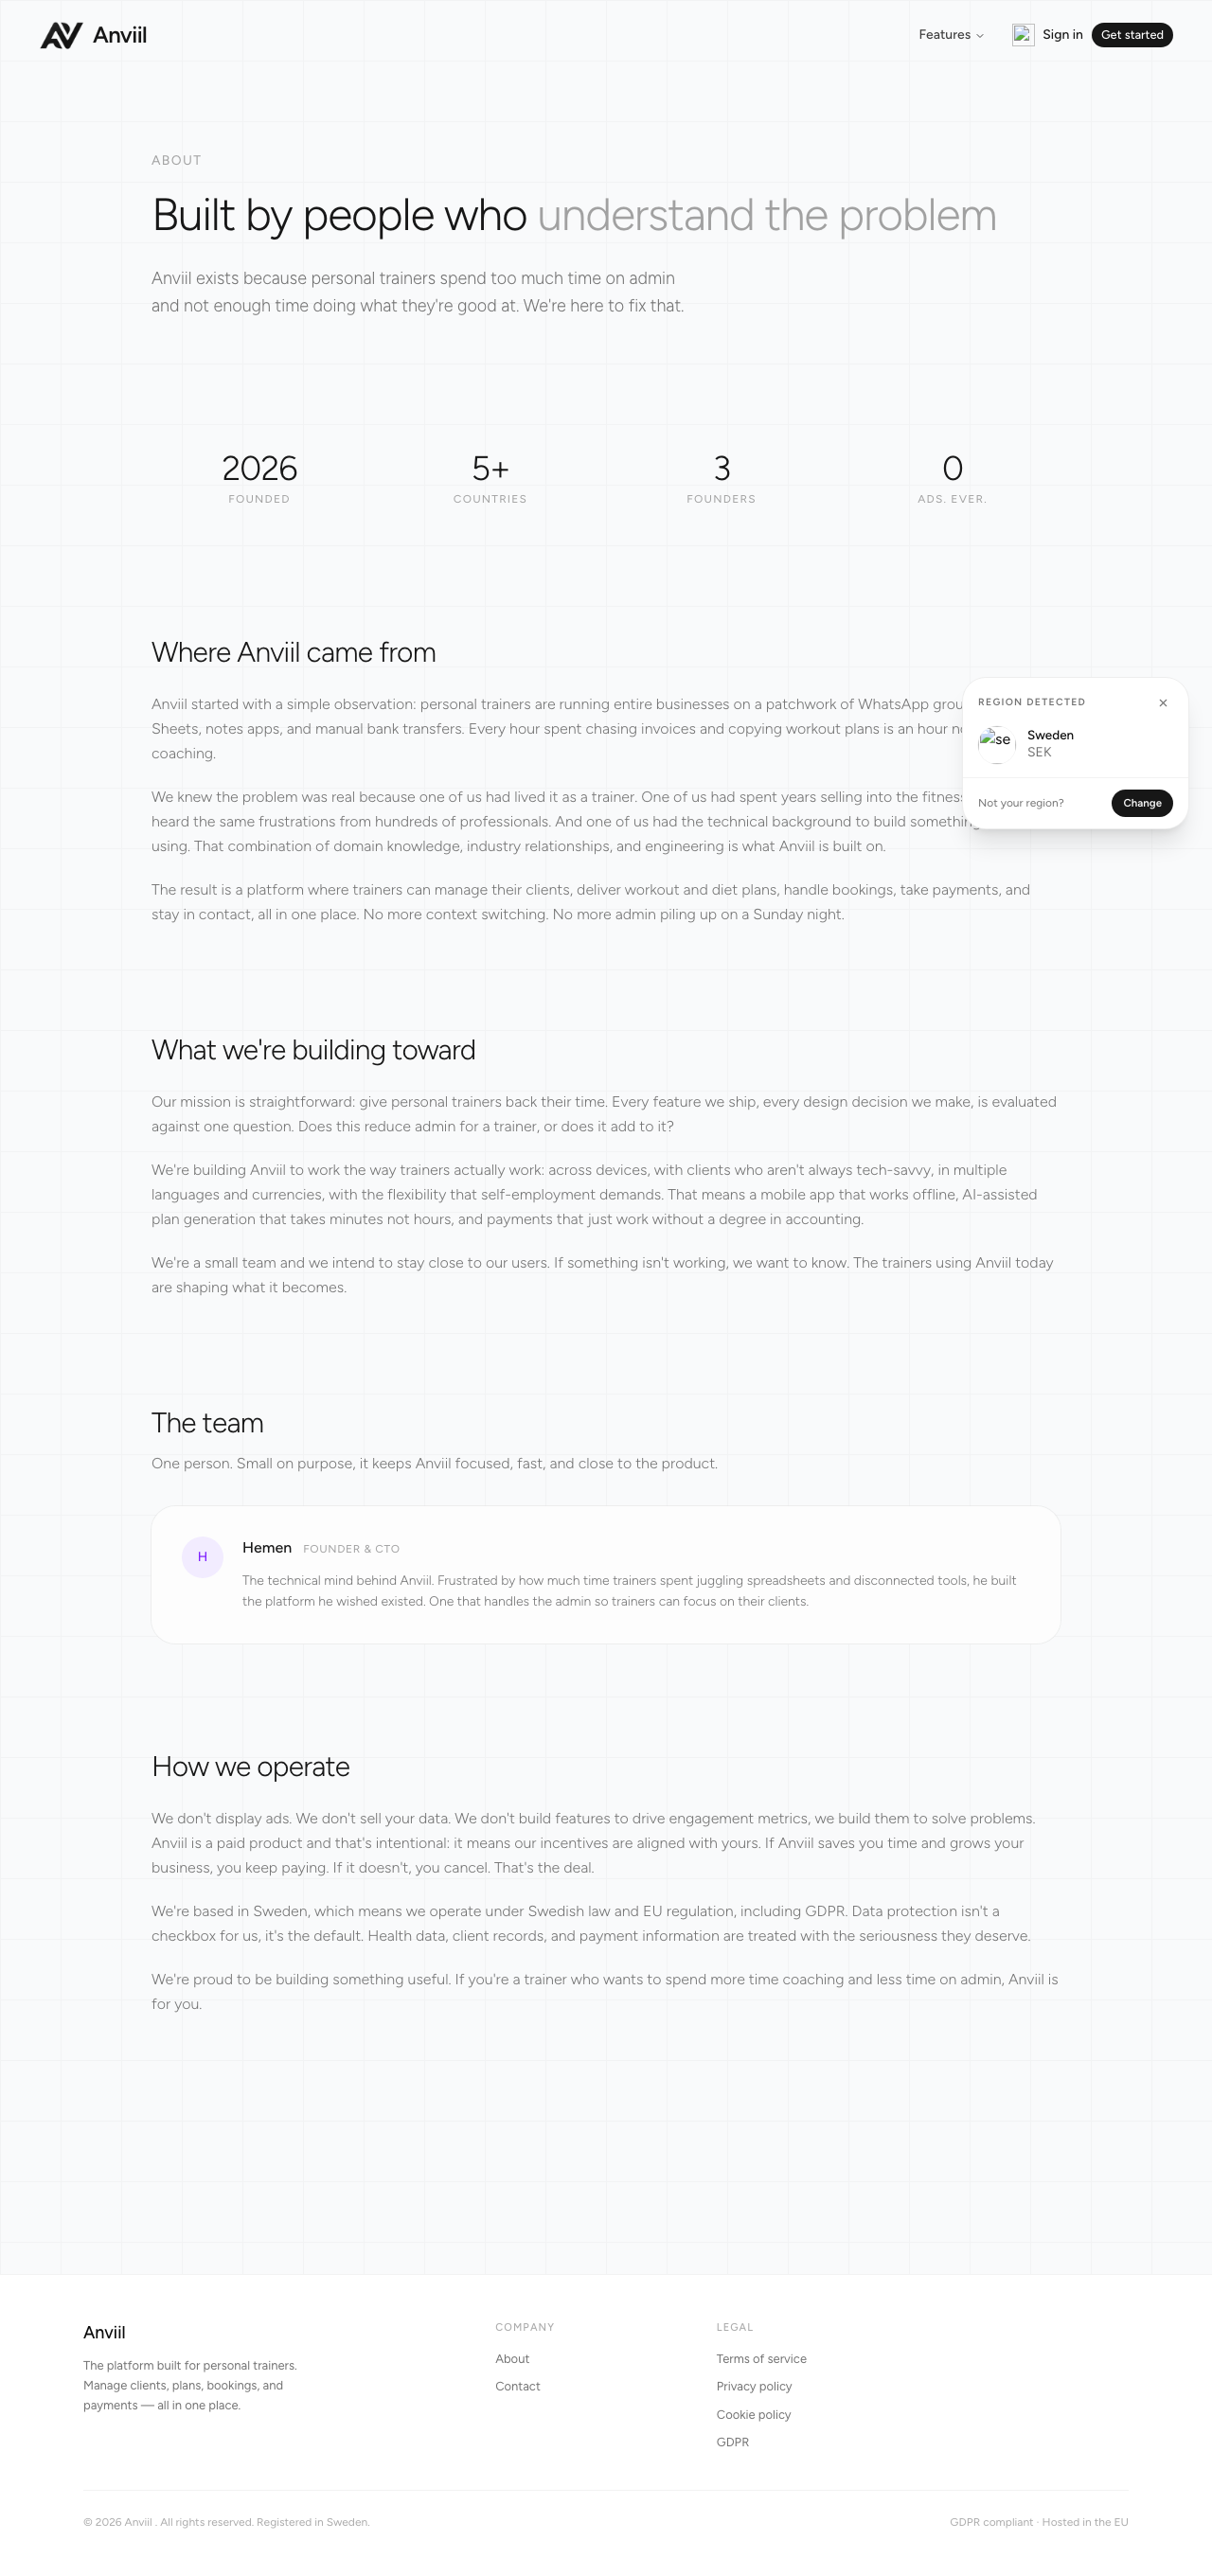 Anviil
Features
Sign in
Get started
ABOUT
Built by people who understand the problem
Anviil exists because personal trainers spend too much time on admin
and not enough time doing what they're good at. We're here to fix that.
2026
FOUNDED
5+
COUNTRIES
3
FOUNDERS
0
ADS. EVER.
Where Anviil came from
Anviil started with a simple observation: personal trainers are running entire businesses on a patchwork of WhatsApp
Sheets, notes apps, and manual bank transfers. Every hour spent chasing invoices and copying workout plans is an hour
coaching.
We knew the problem was real because one of us had lived it as a trainer. One of us had spent years selling into the
heard the same frustrations from hundreds of professionals. And one of us had the technical background to build something
using. That combination of domain knowledge, industry relationships, and engineering is what Anviil is built on.
The result is a platform where trainers can manage their clients, deliver workout and diet plans, handle bookings, take payments, and
stay in contact, all in one place. No more context switching. No more admin piling up on a Sunday night.
REGION DETECTED
se
Sweden
SEK
Not your region?
Change
What we're building toward
Our mission is straightforward: give personal trainers back their time. Every feature we ship, every design decision we make, is evaluated
against one question. Does this reduce admin for a trainer, or does it add to it?
We're building Anviil to work the way trainers actually work: across devices, with clients who aren't always tech-savvy, in multiple
languages and currencies, with the flexibility that self-employment demands. That means a mobile app that works offline, AI-assisted
plan generation that takes minutes not hours, and payments that just work without a degree in accounting.
We're a small team and we intend to stay close to our users. If something isn't working, we want to know. The trainers using Anviil today
are shaping what it becomes.
The team
One person. Small on purpose, it keeps Anviil focused, fast, and close to the product.
H
Hemen FOUNDER & CTO
The technical mind behind Anviil. Frustrated by how much time trainers spent juggling spreadsheets and disconnected tools, he built
the platform he wished existed. One that handles the admin so trainers can focus on their clients.
How we operate
We don't display ads. We don't sell your data. We don't build features to drive engagement metrics, we build them to solve problems.
Anviil is a paid product and that's intentional: it means our incentives are aligned with yours. If Anviil saves you time and grows your
business, you keep paying. If it doesn't, you cancel. That's the deal.
We're based in Sweden, which means we operate under Swedish law and EU regulation, including GDPR. Data protection isn't a
checkbox for us, it's the default. Health data, client records, and payment information are treated with the seriousness they deserve.
We're proud to be building something useful. If you're a trainer who wants to spend more time coaching and less time on admin, Anviil is
for you.
Anviil
The platform built for personal trainers.
Manage clients, plans, bookings, and
payments — all in one place.
COMPANY
About
Contact
LEGAL
Terms of service
Privacy policy
Cookie policy
GDPR
© 2026 Anviil . All rights reserved. Registered in Sweden.
GDPR compliant · Hosted in the EU